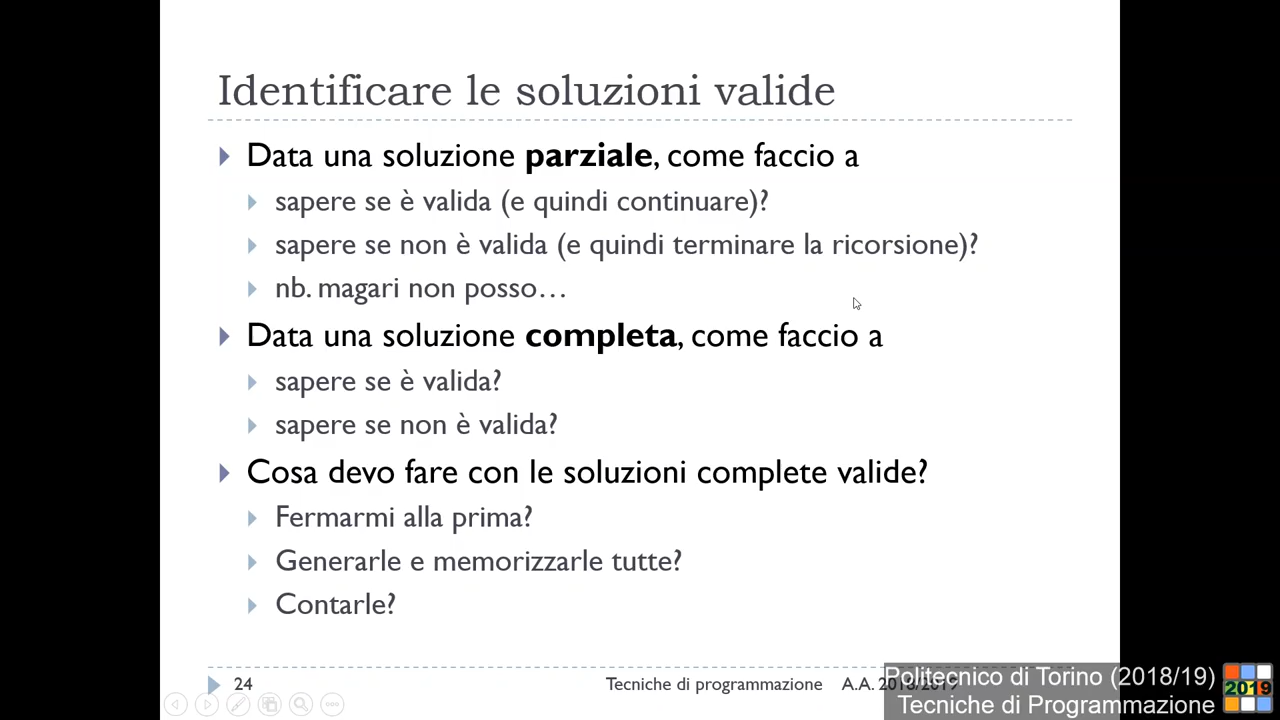 Identificare le soluzioni valide
Data una soluzione parziale, come faccio a
sapere se è valida (e quindi continuare)?
sapere se non è valida (e quindi terminare la ricorsione)?
nb. magari non posso…
Data una soluzione completa, come faccio a
sapere se è valida?
sapere se non è valida?
Cosa devo fare con le soluzioni complete valide?
Fermarmi alla prima?
Generarle e memorizzarle tutte?
Contarle?
24 Tecniche di programmazione A.A. 2018/2019
Politecnico di Torino (2018/19)
Tecniche di Programmazione
2019